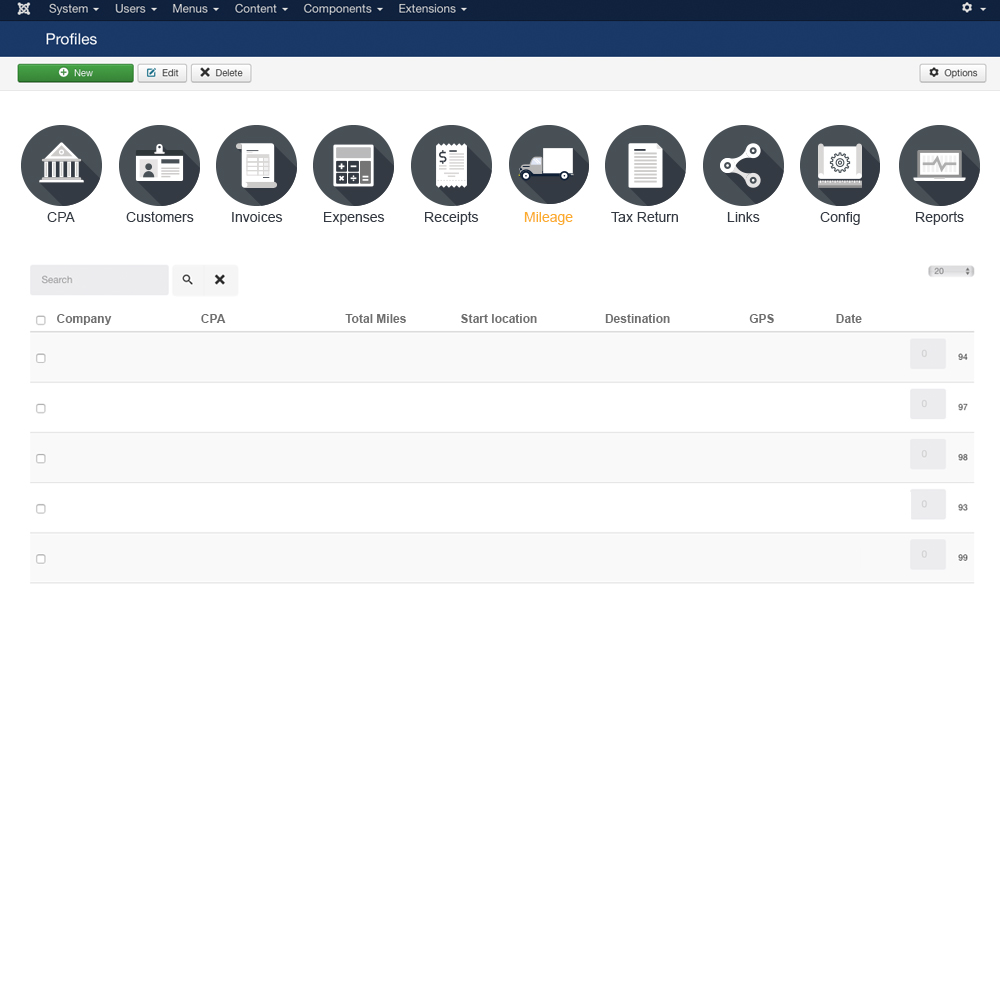 System Users Menus Content Components Extensions
Profiles
New Edit Delete Options
$
CPA Customers Invoices Expenses Receipts Mileage Tax Return Links Config Reports
Search 20
Company CPA Total Miles Start location Destination GPS Date
0 94
0 97
0 98
0 93
0 99